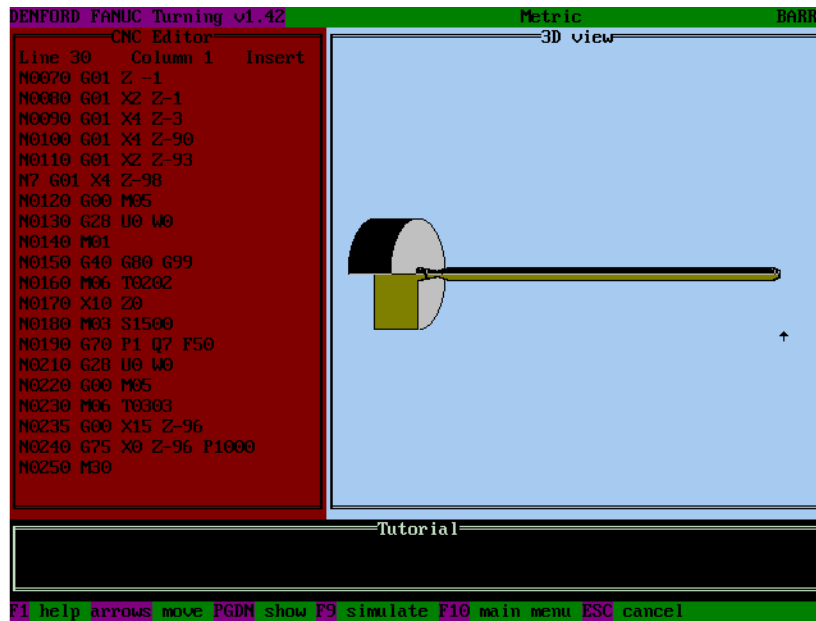 DENFORD FANUC Turning v1.42 Metric BARR
CNC Editor
Line 30 Column 1 Insert
N0070 G01 Z -1
N0080 G01 X2 Z-1
N0090 G01 X4 Z-3
N0100 G01 X4 Z-90
N0110 G01 X2 Z-93
N7 G01 X4 Z-98
N0120 G00 M05
N0130 G28 U0 W0
N0140 M01
N0150 G40 G80 G99
N0160 M06 T0202
N0170 X10 Z0
N0180 M03 S1500
N0190 G70 P1 Q7 F50
N0210 G28 U0 W0
N0220 G00 M05
N0230 M06 T0303
N0235 G00 X15 Z-96
N0240 G75 X0 Z-96 P1000
N0250 M30
3D view
Tutorial
F1 help arrows move PGDN show F9 simulate F10 main menu ESC cancel